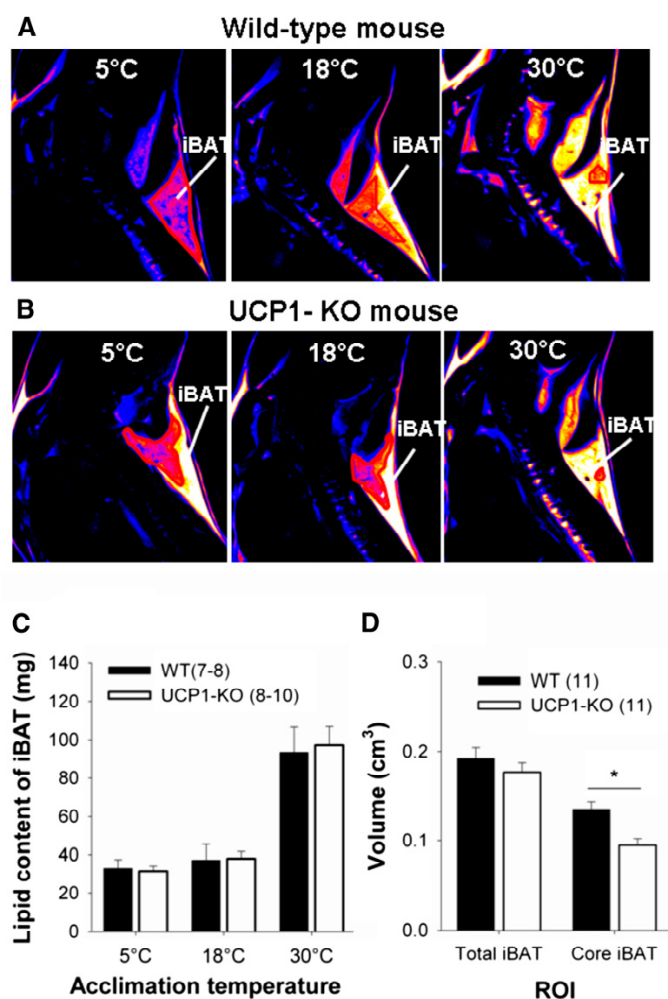 A
Wild-type mouse
5°C
18°C
30°C
iBAT
iBAT
iBAT
B
UCP1- KO mouse
5°C
18°C
30°C
iBAT
iBAT
iBAT
C
Lipid content of iBAT (mg)
140
120
100
80
60
40
20
0
WT(7-8)
UCP1-KO (8-10)
5°C
18°C
30°C
Acclimation temperature
D
Volume (cm³)
0.3
0.2
0.1
0.0
WT (11)
UCP1-KO (11)
*
Total iBAT
Core iBAT
ROI